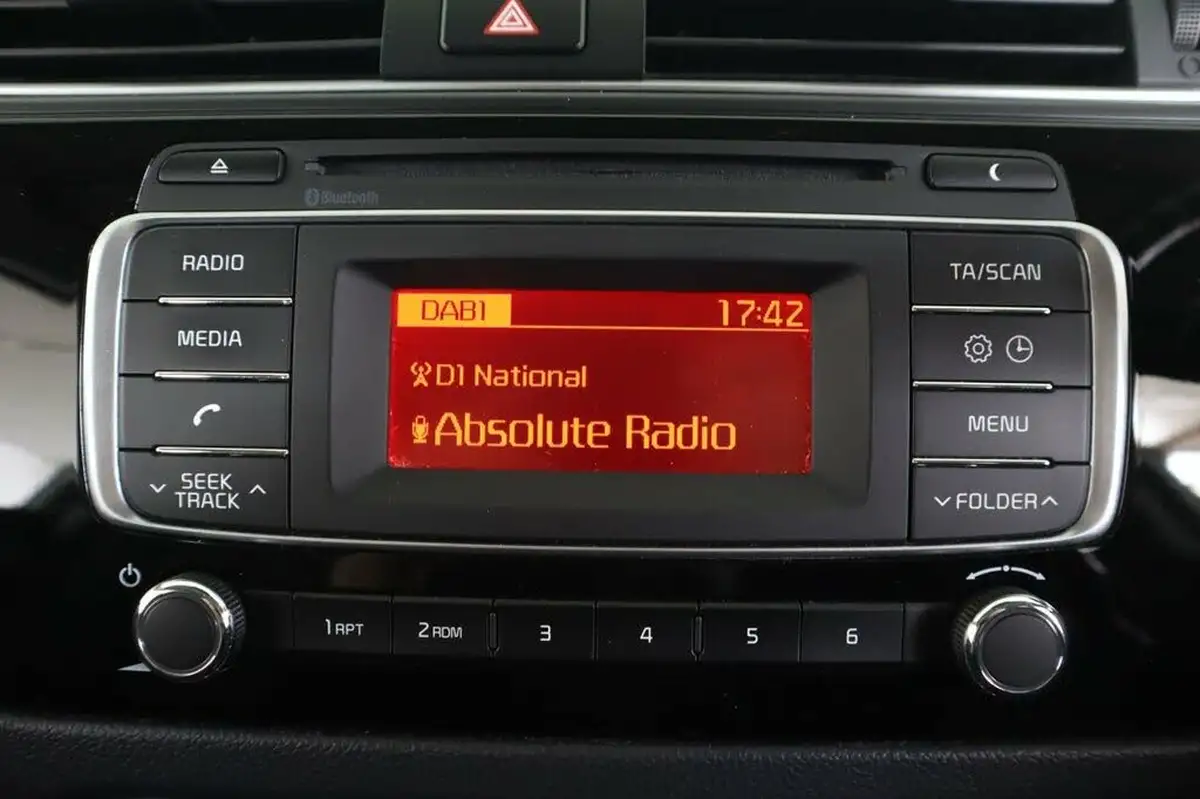 Bluetooth
RADIO
MEDIA
SEEK
TRACK
DAB1
17:42
D1 National
Absolute Radio
TA/SCAN
MENU
FOLDER
1 RPT
2 RDM
3
4
5
6